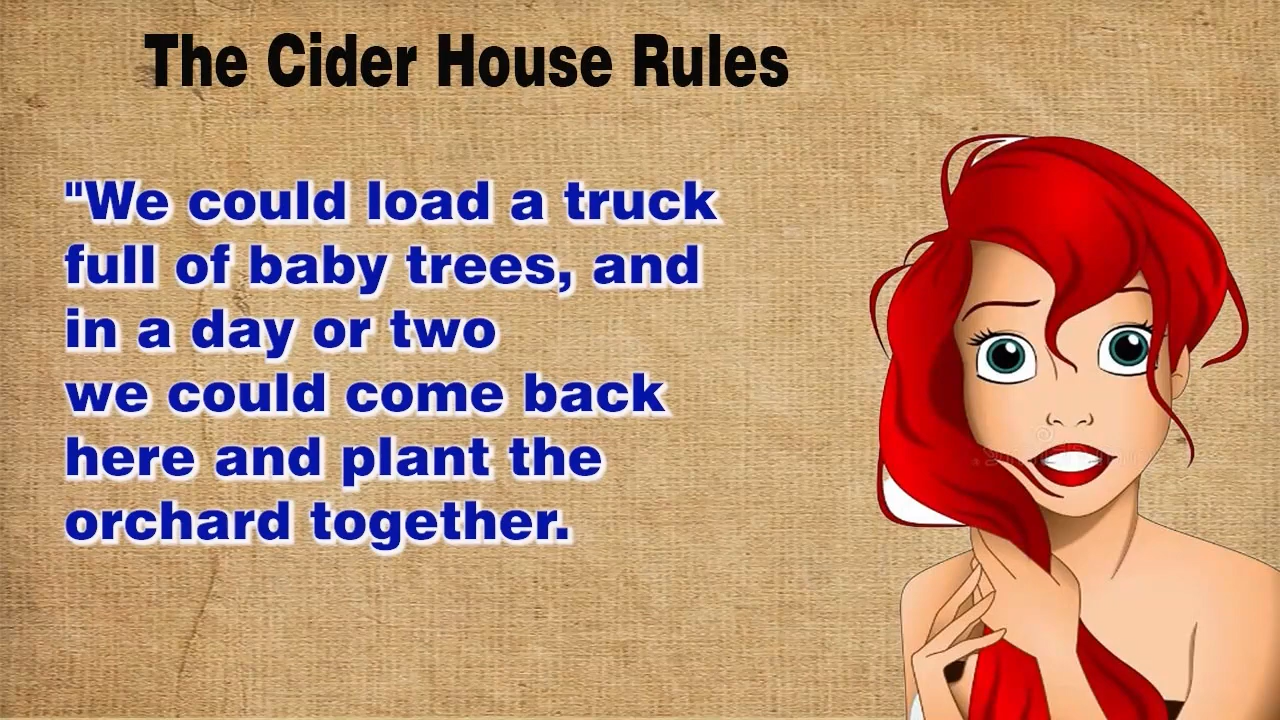 The Cider House Rules
"We could load a truck
full of baby trees, and
in a day or two
we could come back
here and plant the
orchard together.